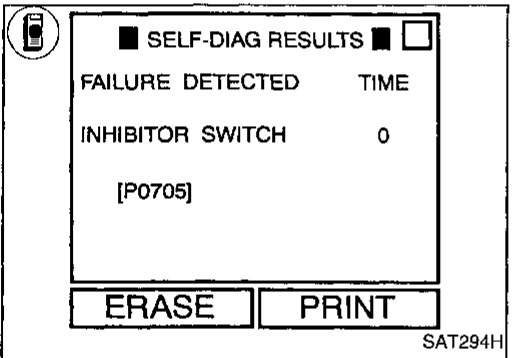 SELF-DIAG RESULTS
FAILURE DETECTED TIME
INHIBITOR SWITCH 0
[P0705]
ERASE PRINT
SAT294H